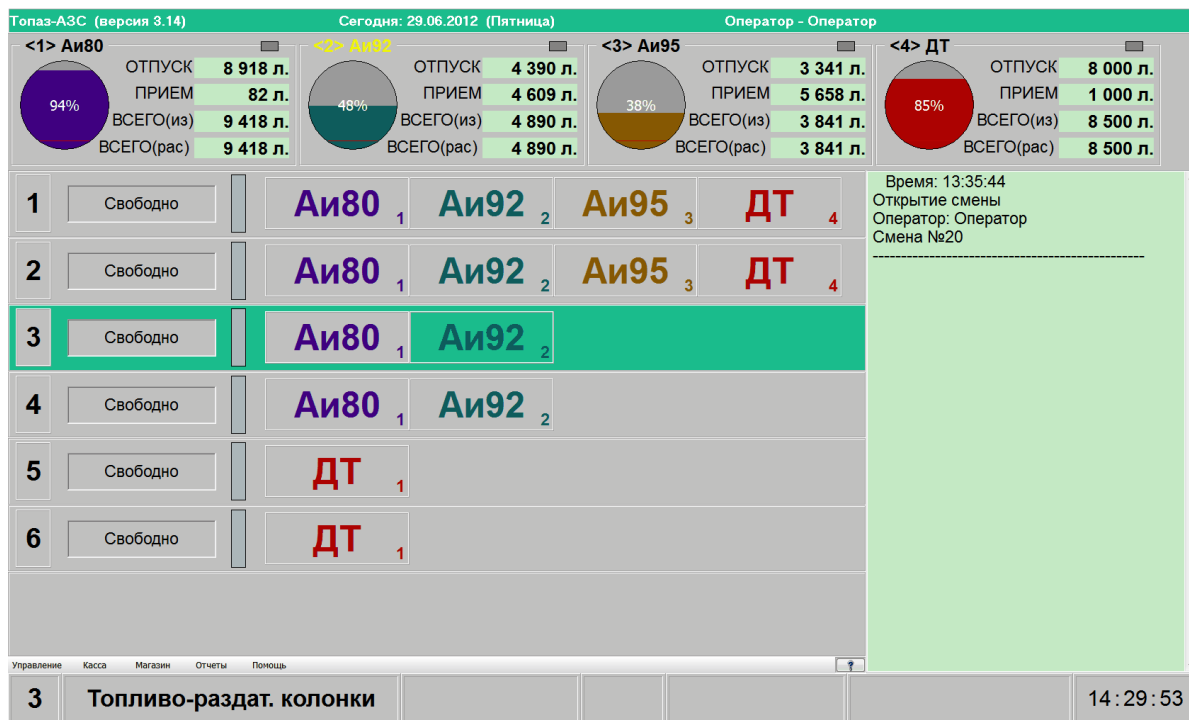 Топаз-АЗС (версия 3.14) Сегодня: 29.06.2012 (Пятница) Оператор - Оператор
<1> Аи80
94%
ОТПУСК 8 918 л.
ПРИЕМ 82 л.
ВСЕГО(из) 9 418 л.
ВСЕГО(рас) 9 418 л.
<2> Аи92
48%
ОТПУСК 4 390 л.
ПРИЕМ 4 609 л.
ВСЕГО(из) 4 890 л.
ВСЕГО(рас) 4 890 л.
<3> Аи95
38%
ОТПУСК 3 341 л.
ПРИЕМ 5 658 л.
ВСЕГО(из) 3 841 л.
ВСЕГО(рас) 3 841 л.
<4> ДТ
85%
ОТПУСК 8 000 л.
ПРИЕМ 1 000 л.
ВСЕГО(из) 8 500 л.
ВСЕГО(рас) 8 500 л.
1 Свободно Аи80 1 Аи92 2 Аи95 3 ДТ 4
2 Свободно Аи80 1 Аи92 2 Аи95 3 ДТ 4
3 Свободно Аи80 1 Аи92 2
4 Свободно Аи80 1 Аи92 2
5 Свободно ДТ 1
6 Свободно ДТ 1
Время: 13:35:44
Открытие смены
Оператор: Оператор
Смена №20
------------------------------------------------
Управление Касса Магазин Отчеты Помощь ?
3 Топливо-раздат. колонки 14:29:53